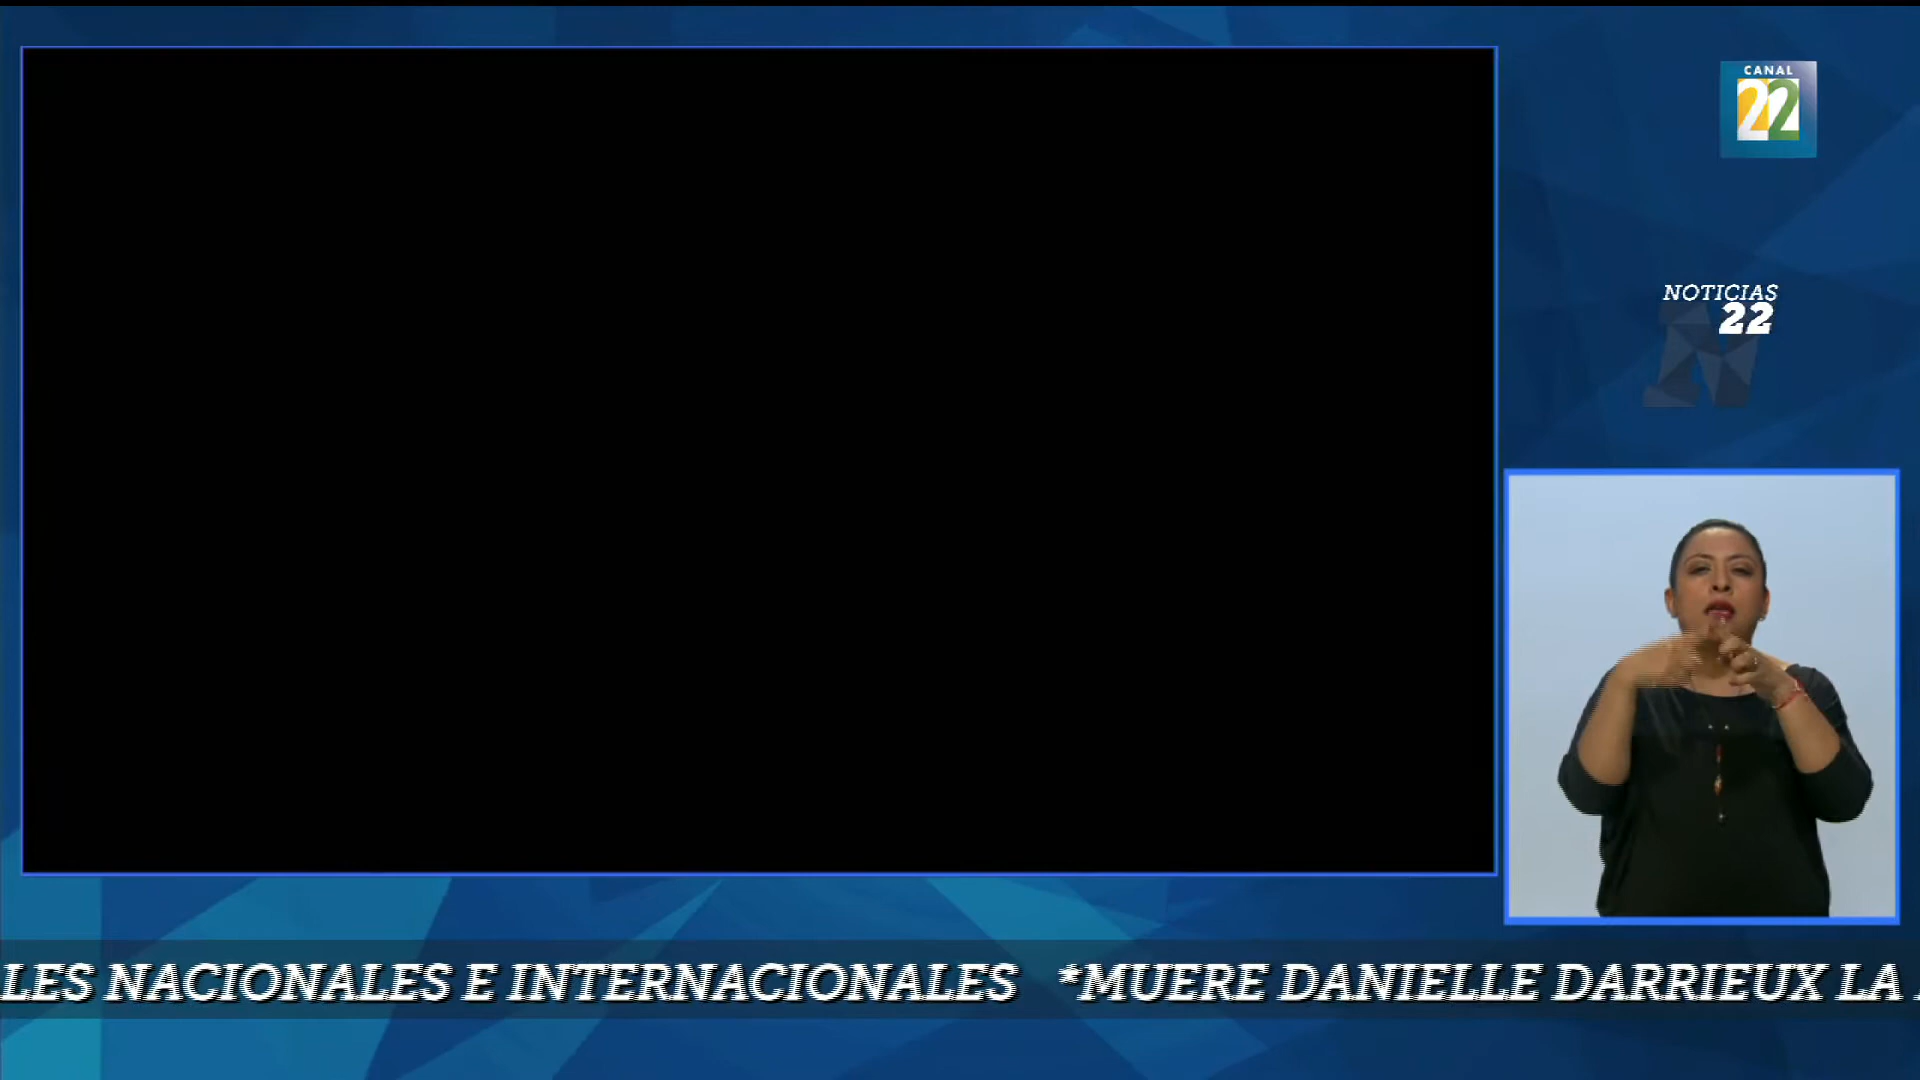 CANAL
22
NOTICIAS
22
LES NACIONALES E INTERNACIONALES *MUERE DANIELLE DARRIEUX LA